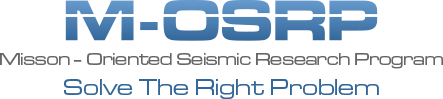 M-OSRP
Misson - Oriented Seismic Research Program
Solve The Right Problem